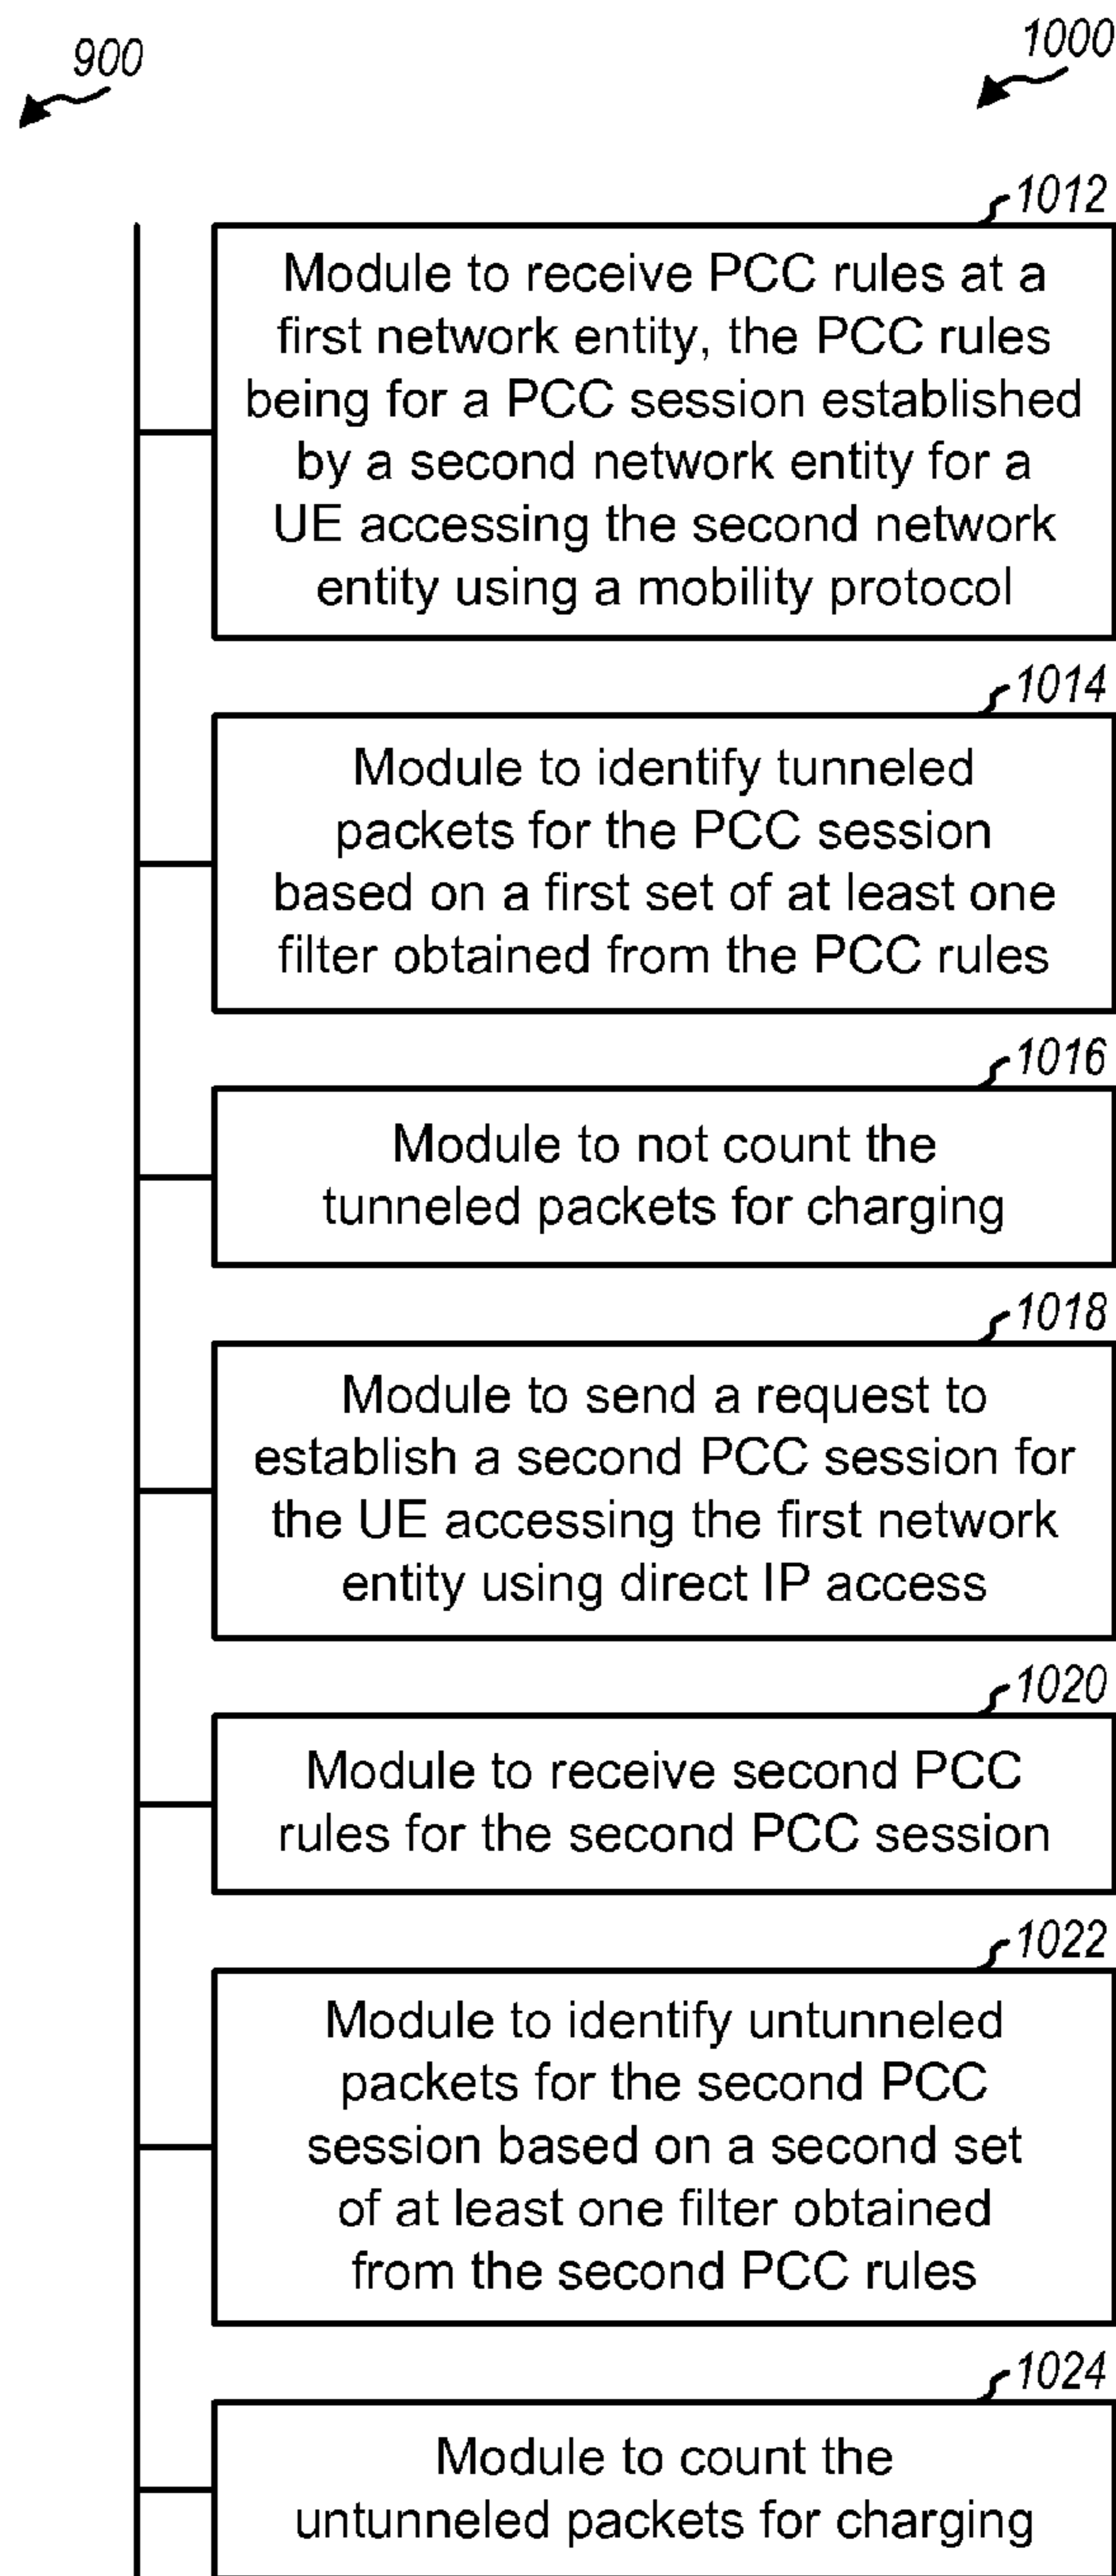 900
1000
1012
Module to receive PCC rules at a
first network entity, the PCC rules
being for a PCC session established
by a second network entity for a
UE accessing the second network
entity using a mobility protocol
1014
Module to identify tunneled
packets for the PCC session
based on a first set of at least one
filter obtained from the PCC rules
1016
Module to not count the
tunneled packets for charging
1018
Module to send a request to
establish a second PCC session for
the UE accessing the first network
entity using direct IP access
1020
Module to receive second PCC
rules for the second PCC session
1022
Module to identify untunneled
packets for the second PCC
session based on a second set
of at least one filter obtained
from the second PCC rules
1024
Module to count the
untunneled packets for charging